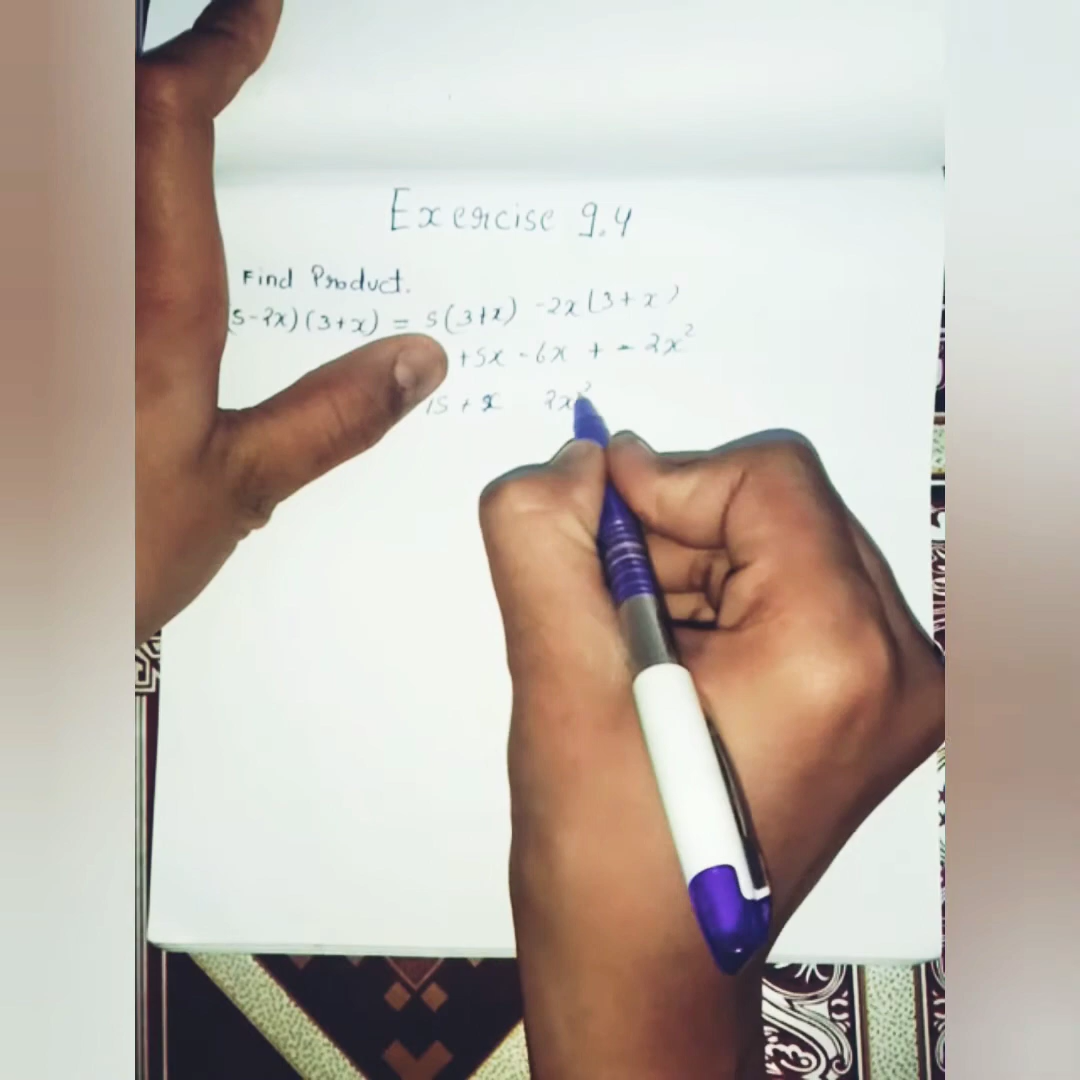 Exercise 9.4
Find Product.
(5-2x)(3+x) = 5(3+x) -2x(3+x)
+5x -6x + - 2x²
15 + x 2x²